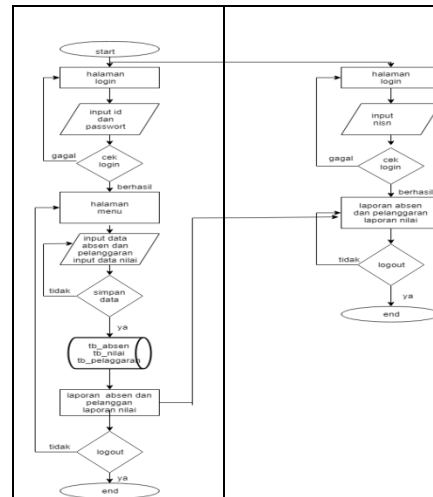 start
halaman
login
input id
dan
passwort
gagal
cek
login
berhasil
halaman
menu
input data
absen dan
pelanggaran
input data nilai
tidak
simpan
data
ya
tb_absen
tb_nilai
tb_pelaggaran
laporan absen dan
pelanggan
laporan nilai
tidak
logout
ya
end
halaman
login
input
nisn
gagal
cek
login
berhasil
laporan absen
dan pelanggaran
laporan nilai
tidak
logout
ya
end